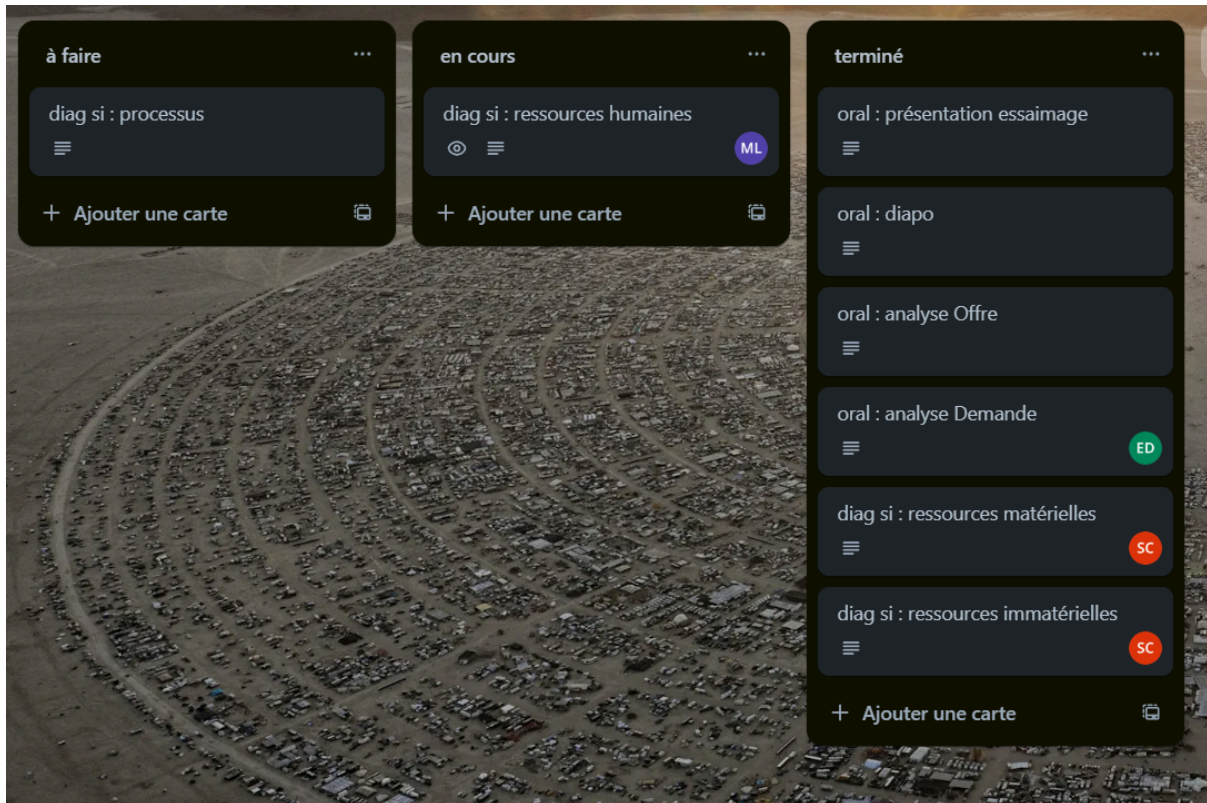 à faire
diag si : processus
Ajouter une carte
en cours
diag si : ressources humaines
ML
Ajouter une carte
terminé
oral : présentation essaimage
oral : diapo
oral : analyse Offre
oral : analyse Demande
ED
diag si : ressources matérielles
SC
diag si : ressources immatérielles
SC
Ajouter une carte